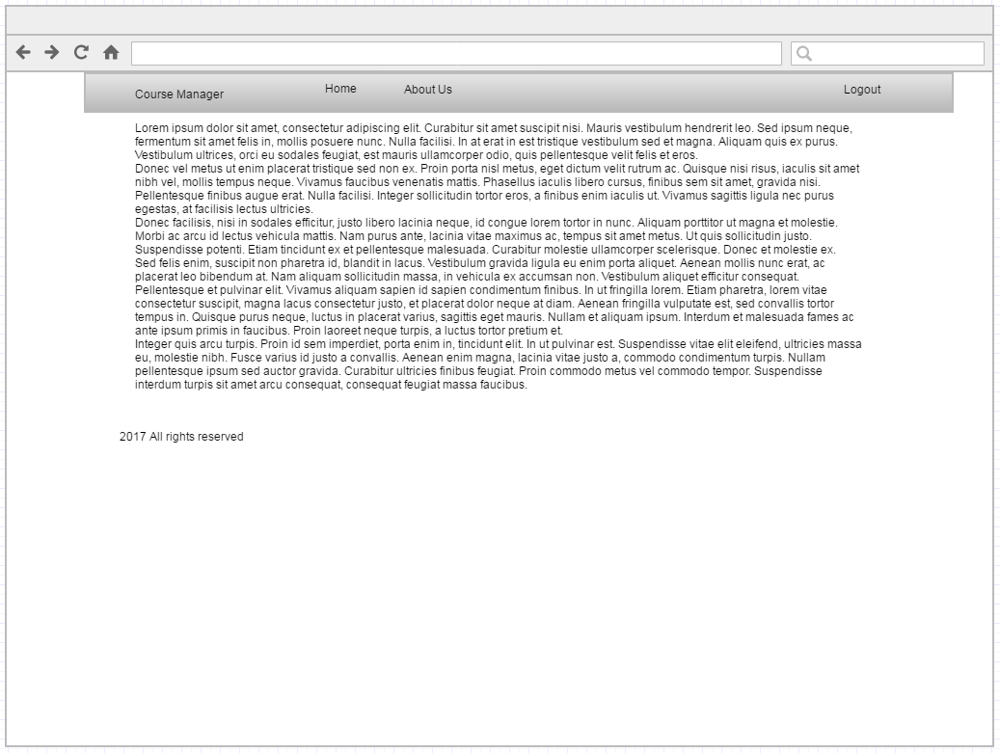 Course Manager Home About Us Logout
Lorem ipsum dolor sit amet, consectetur adipiscing elit. Curabitur sit amet suscipit nisi. Mauris vestibulum hendrerit leo. Sed ipsum neque,
fermentum sit amet felis in, mollis posuere nunc. Nulla facilisi. In at erat in est tristique vestibulum sed et magna. Aliquam quis ex purus.
Vestibulum ultrices, orci eu sodales feugiat, est mauris ullamcorper odio, quis pellentesque velit felis et eros.
Donec vel metus ut enim placerat tristique sed non ex. Proin porta nisl metus, eget dictum velit rutrum ac. Quisque nisi risus, iaculis sit amet
nibh vel, mollis tempus neque. Vivamus faucibus venenatis mattis. Phasellus iaculis libero cursus, finibus sem sit amet, gravida nisi.
Pellentesque finibus augue erat. Nulla facilisi. Integer sollicitudin tortor eros, a finibus enim iaculis ut. Vivamus sagittis ligula nec purus
egestas, at facilisis lectus ultricies.
Donec facilisis, nisi in sodales efficitur, justo libero lacinia neque, id congue lorem tortor in nunc. Aliquam porttitor ut magna et molestie.
Morbi ac arcu id lectus vehicula mattis. Nam purus ante, lacinia vitae maximus ac, tempus sit amet metus. Ut quis sollicitudin justo.
Suspendisse potenti. Etiam tincidunt ex et pellentesque malesuada. Curabitur molestie ullamcorper scelerisque. Donec et molestie ex.
Sed felis enim, suscipit non pharetra id, blandit in lacus. Vestibulum gravida ligula eu enim porta aliquet. Aenean mollis nunc erat, ac
placerat leo bibendum at. Nam aliquam sollicitudin massa, in vehicula ex accumsan non. Vestibulum aliquet efficitur consequat.
Pellentesque et pulvinar elit. Vivamus aliquam sapien id sapien condimentum finibus. In ut fringilla lorem. Etiam pharetra, lorem vitae
consectetur suscipit, magna lacus consectetur justo, et placerat dolor neque at diam. Aenean fringilla vulputate est, sed convallis tortor
tempus in. Quisque purus neque, luctus in placerat varius, sagittis eget mauris. Nullam et aliquam ipsum. Interdum et malesuada fames ac
ante ipsum primis in faucibus. Proin laoreet neque turpis, a luctus tortor pretium et.
Integer quis arcu turpis. Proin id sem imperdiet, porta enim in, tincidunt elit. In ut pulvinar est. Suspendisse vitae elit eleifend, ultricies massa
eu, molestie nibh. Fusce varius id justo a convallis. Aenean enim magna, lacinia vitae justo a, commodo condimentum turpis. Nullam
pellentesque ipsum sed auctor gravida. Curabitur ultricies finibus feugiat. Proin commodo metus vel commodo tempor. Suspendisse
interdum turpis sit amet arcu consequat, consequat feugiat massa faucibus.
2017 All rights reserved